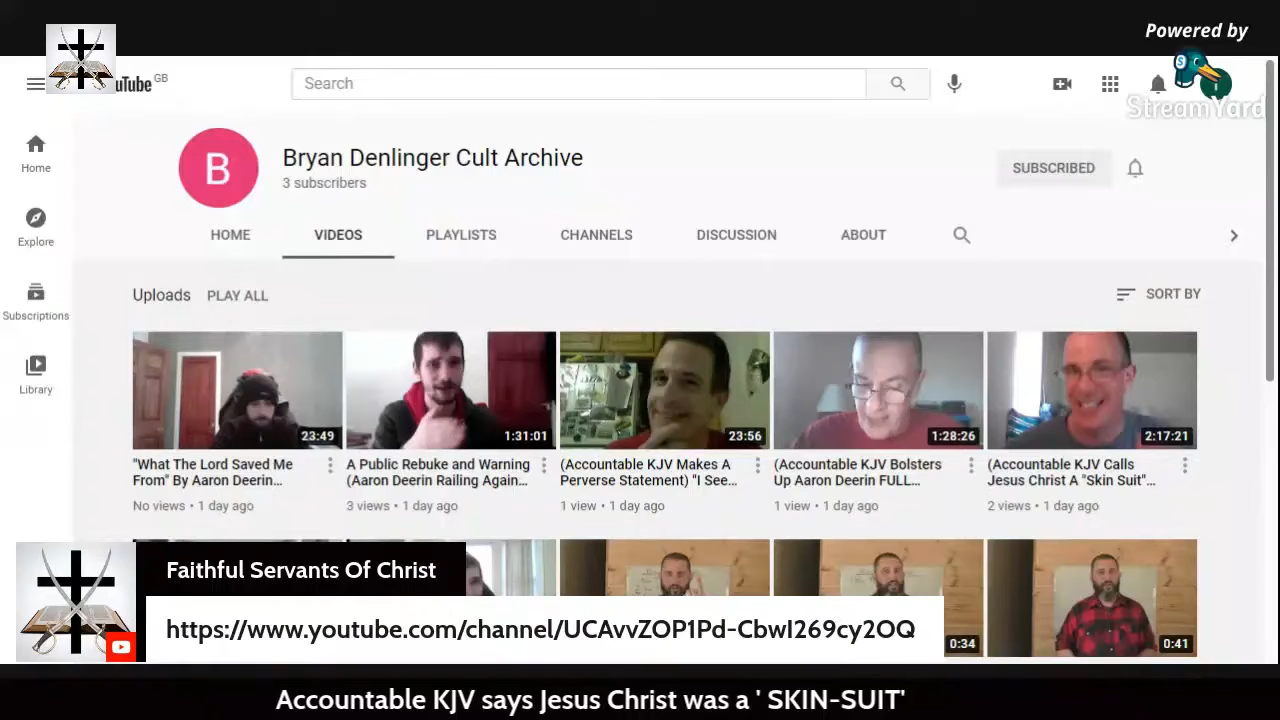 Powered by
StreamYard
uTube GB
Search
Home
Explore
Subscriptions
Library
B
Bryan Denlinger Cult Archive
3 subscribers
SUBSCRIBED
HOME
VIDEOS
PLAYLISTS
CHANNELS
DISCUSSION
ABOUT
Uploads
PLAY ALL
SORT BY
23:49
1:31:01
23:56
1:28:26
2:17:21
"What The Lord Saved Me
From" By Aaron Deerin...
No views • 1 day ago
A Public Rebuke and Warning
(Aaron Deerin Railing Again...
3 views • 1 day ago
(Accountable KJV Makes A
Perverse Statement) "I See...
1 view • 1 day ago
(Accountable KJV Bolsters
Up Aaron Deerin FULL...
1 view • 1 day ago
(Accountable KJV Calls
Jesus Christ A "Skin Suit"...
2 views • 1 day ago
Faithful Servants Of Christ
https://www.youtube.com/channel/UCAvvZOP1Pd-CbwI269cy2OQ
0:34
0:41
Accountable KJV says Jesus Christ was a ' SKIN-SUIT'